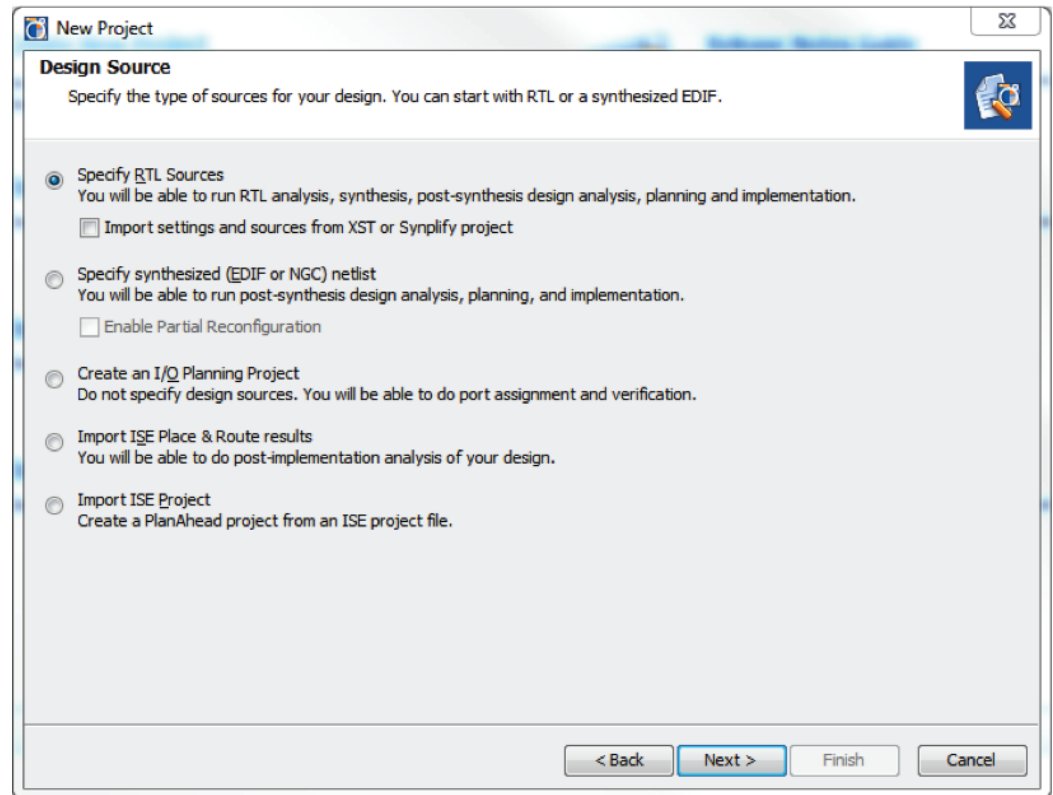 New Project
Design Source
Specify the type of sources for your design. You can start with RTL or a synthesized EDIF.
Specify RTL Sources
You will be able to run RTL analysis, synthesis, post-synthesis design analysis, planning and implementation.
Import settings and sources from XST or Synplify project
Specify synthesized (EDIF or NGC) netlist
You will be able to run post-synthesis design analysis, planning, and implementation.
Enable Partial Reconfiguration
Create an I/O Planning Project
Do not specify design sources. You will be able to do port assignment and verification.
Import ISE Place & Route results
You will be able to do post-implementation analysis of your design.
Import ISE Project
Create a PlanAhead project from an ISE project file.
< Back Next > Finish Cancel